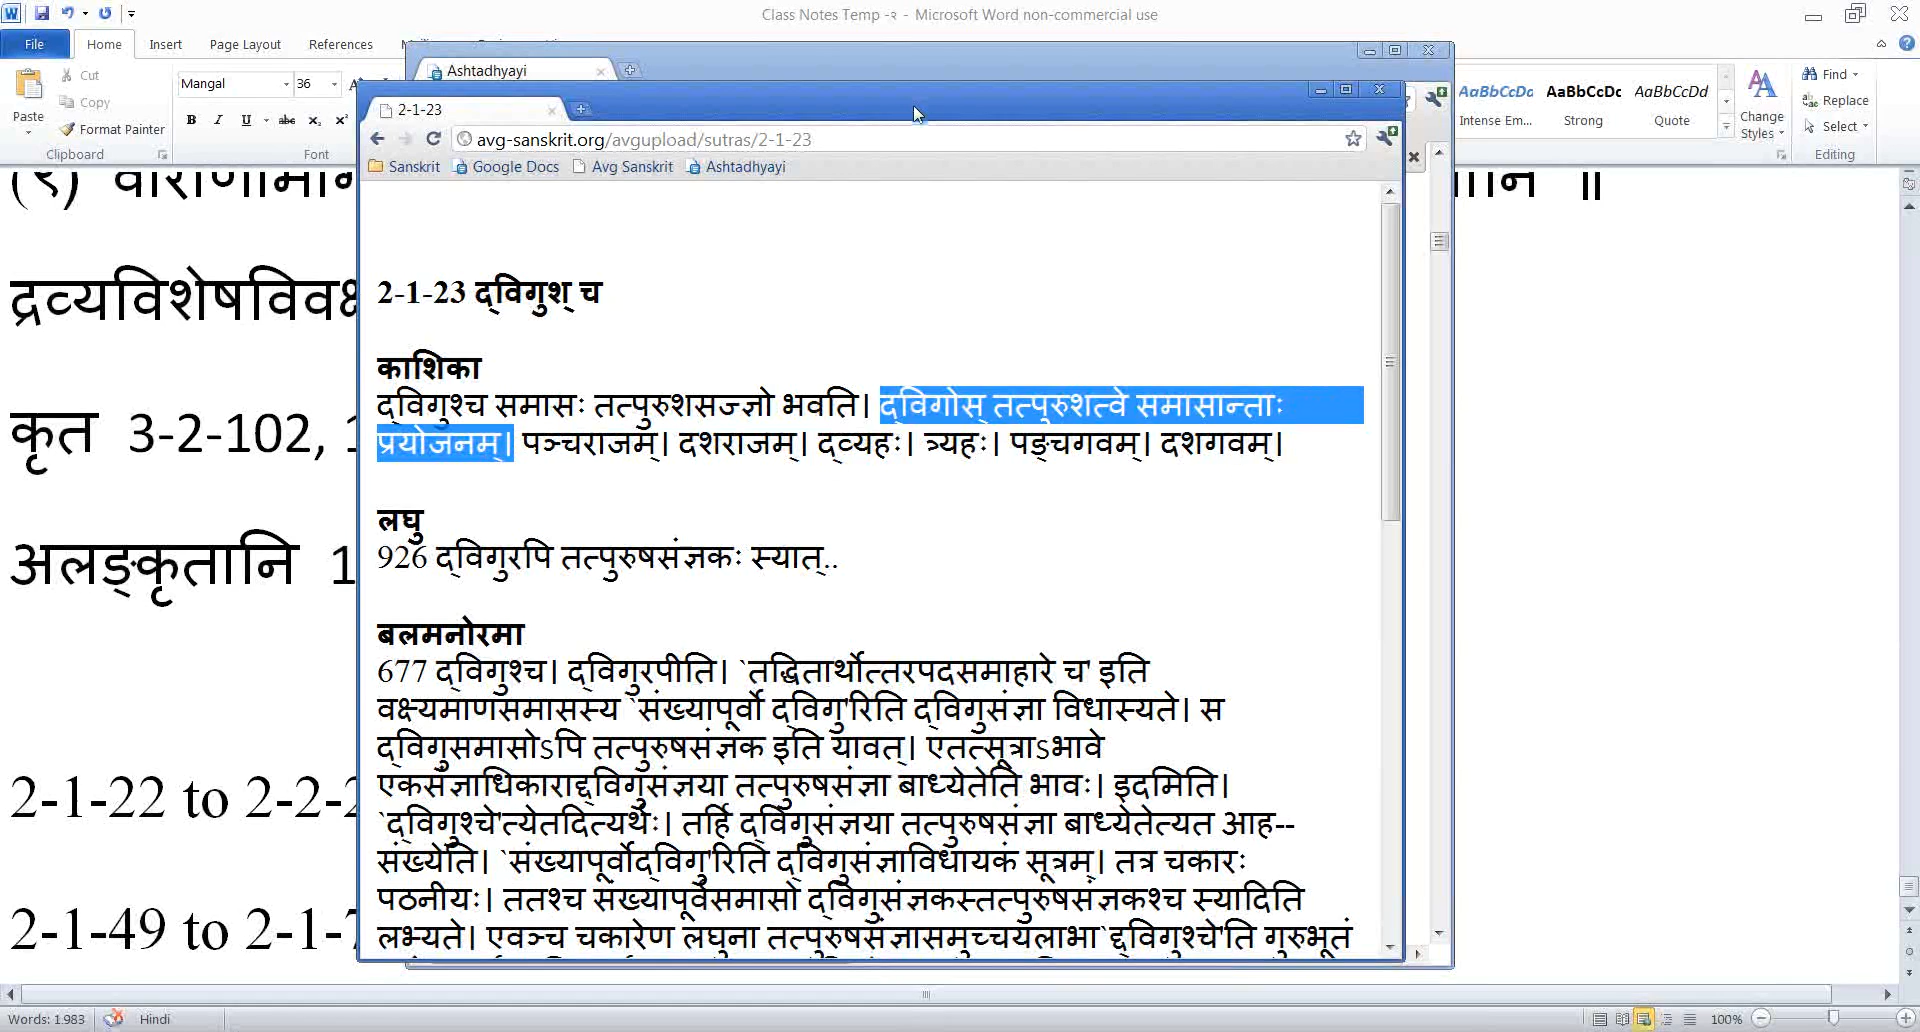 Class Notes Temp -२ - Microsoft Word non-commercial use
File Home Insert Page Layout References
Cut
Copy
Format Painter
Paste
Clipboard
Mangal 36
B I U abc x₂ x²
Font
AaBbCcDc AaBbCcDc AaBbCcDd
Intense Em... Strong Quote
Change Styles
Find
Replace
Select
Editing
Ashtadhyayi
2-1-23
avg-sanskrit.org/avgupload/sutras/2-1-23
Sanskrit Google Docs Avg Sanskrit Ashtadhyayi
2-1-23 द्विगुश् च
काशिका
द्विगुश्च समासः तत्पुरुशसज्ज्ञो भवति। द्विगोस् तत्पुरुशत्वे समासान्ताः
प्रयोजनम्। पञ्चराजम्। दशराजम्। द्व्यहः। त्र्यहः। पङ्चगवम्। दशगवम्।
लघु
926 द्विगुरपि तत्पुरुषसंज्ञकः स्यात्..
बलमनोरमा
677 द्विगुश्च। द्विगुरपीति। `तद्धितार्थोत्तरपदसमाहारे च' इति
वक्ष्यमाणसमासस्य `संख्यापूर्वो द्विगु'रिति द्विगुसंज्ञा विधास्यते। स
द्विगुसमासोऽपि तत्पुरुषसंज्ञक इति यावत्। एतत्सूत्राऽभावे
एकसंज्ञाधिकाराद्द्विगुसंज्ञया तत्पुरुषसंज्ञा बाध्येतेति भावः। इदमिति।
`द्विगुश्चे'त्येतदित्यर्थः। तर्हि द्विगुसंज्ञया तत्पुरुषसंज्ञा बाध्येतेत्यत आह--
संख्येति। `संख्यापूर्वोद्विगु'रिति द्विगुसंज्ञाविधायकं सूत्रम्। तत्र चकारः
पठनीयः। ततश्च संख्यापूर्वसमासो द्विगुसंज्ञकस्तत्पुरुषसंज्ञकश्च स्यादिति
लभ्यते। एवञ्च चकारेण लघुना तत्पुरुषसंज्ञासमुच्चयलाभा`द्द्विगुश्चे'ति गुरुभूतं
द्रव्यविशेषविवक्ष
कृत 3-2-102, 1
अलङ्कृतानि 1
2-1-22 to 2-2-2
2-1-49 to 2-1-7
Words: 1.983 Hindi 100%